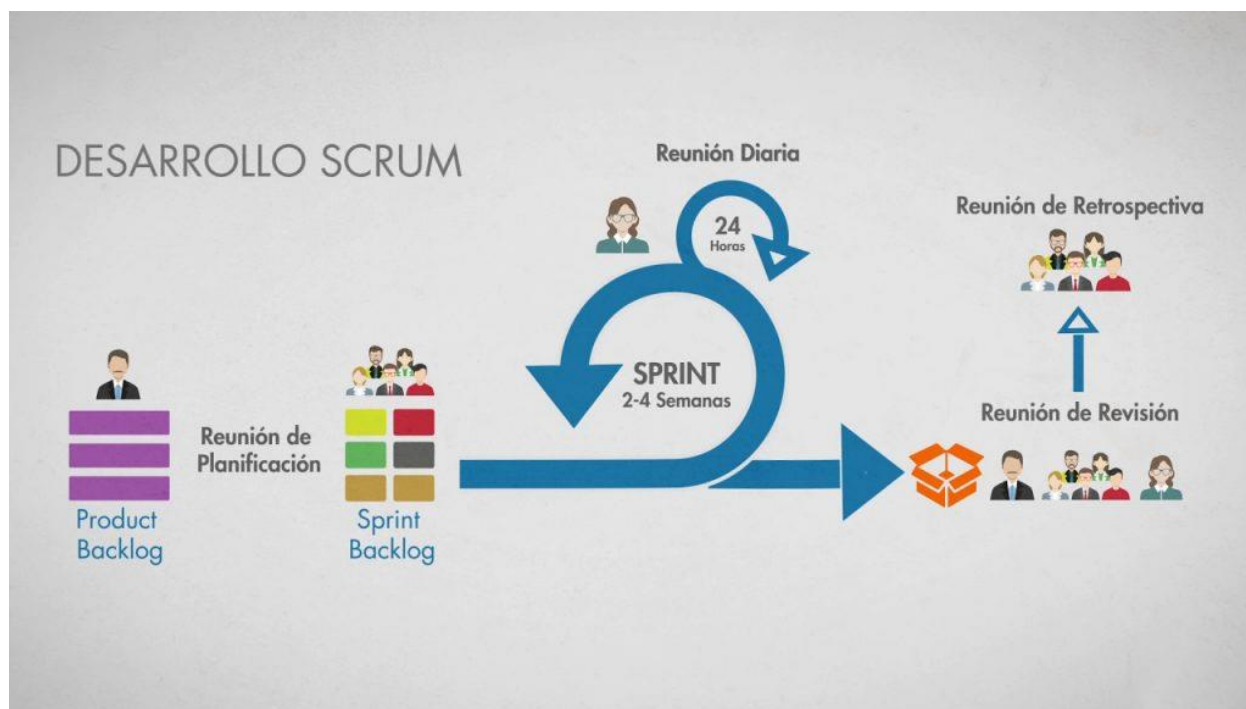 DESARROLLO SCRUM
Reunión Diaria
24
Horas
SPRINT
2-4 Semanas
Reunión de Retrospectiva
Reunión de Revisión
Reunión de
Planificación
Product
Backlog
Sprint
Backlog